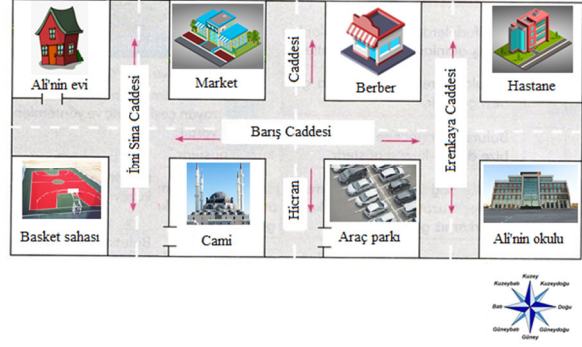 Ali'nin evi
İbni Sina Caddesi
Market
Caddesi
Berber
Erenkaya Caddesi
Hastane
Barış Caddesi
Basket sahası
Cami
Hicran
Araç parkı
Ali'nin okulu
Kuzey
Kuzeybatı
Kuzeydoğu
Batı
Doğu
Güneybatı
Güneydoğu
Güney